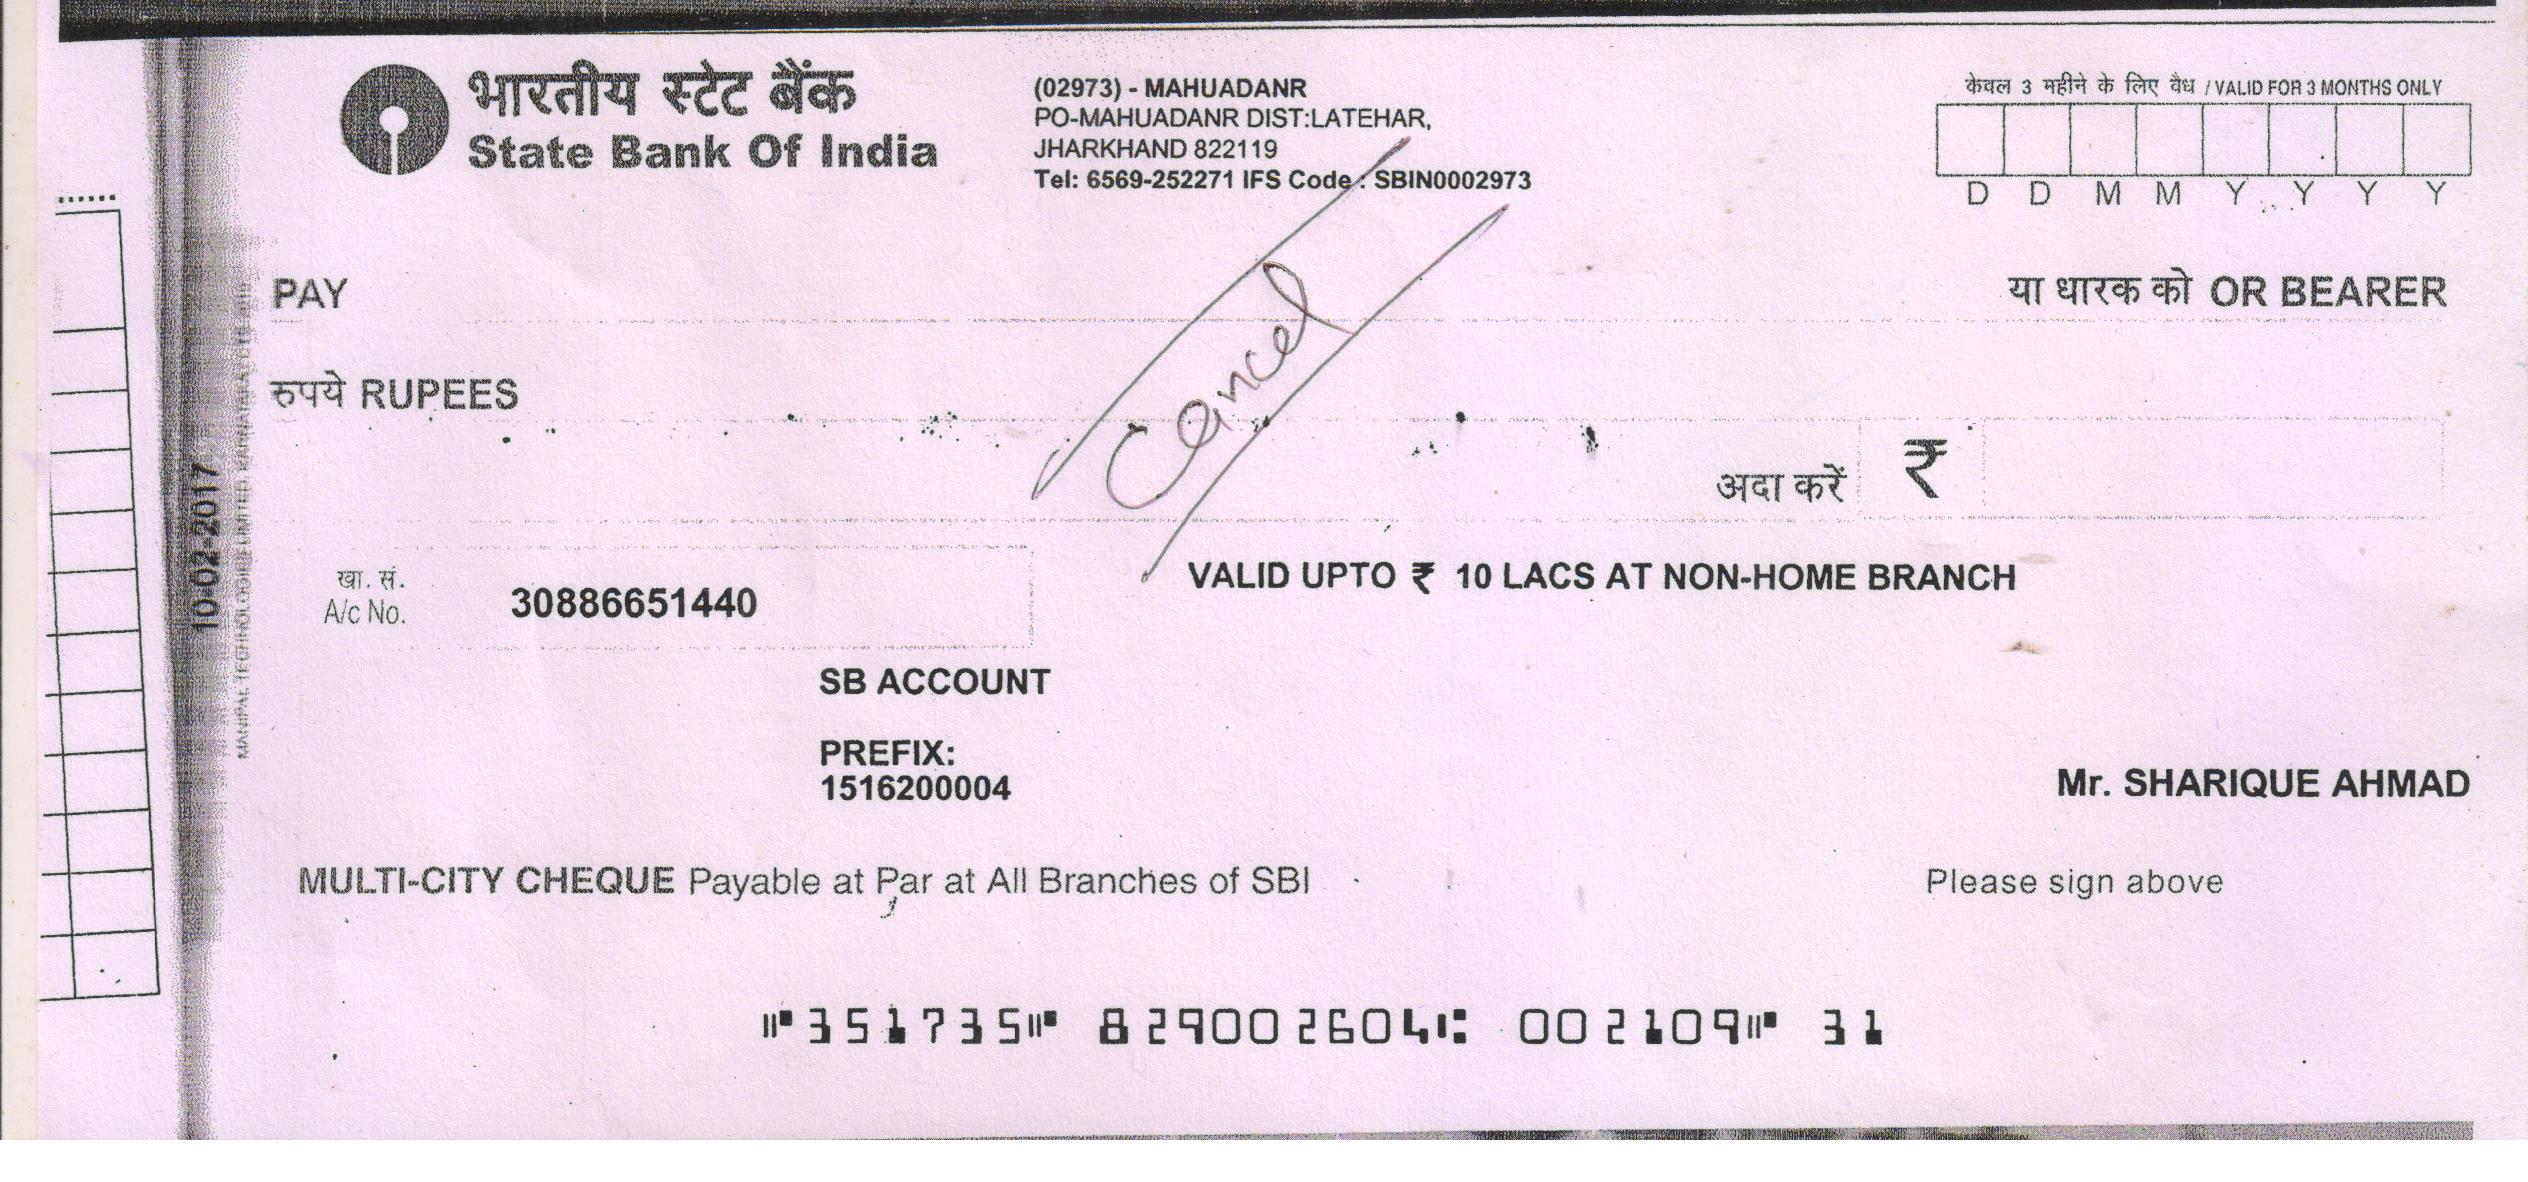 भारतीय स्टेट बैंक
State Bank Of India
(02973) - MAHUADANR
PO-MAHUADANR DIST:LATEHAR,
JHARKHAND 822119
Tel: 6569-252271 IFS Code : SBIN0002973
केवल 3 महीने के लिए वैध / VALID FOR 3 MONTHS ONLY
D D M M Y Y Y Y
PAY
या धारक को OR BEARER
Cancel
रुपये RUPEES
अदा करें ₹
10-02-2017
खा. सं.
A/c No. 30886651440
VALID UPTO ₹ 10 LACS AT NON-HOME BRANCH
SB ACCOUNT
PREFIX:
1516200004
Mr. SHARIQUE AHMAD
MULTI-CITY CHEQUE Payable at Par at All Branches of SBI
Please sign above
⑈351735⑈ 829002604⑆ 002109⑈ 31